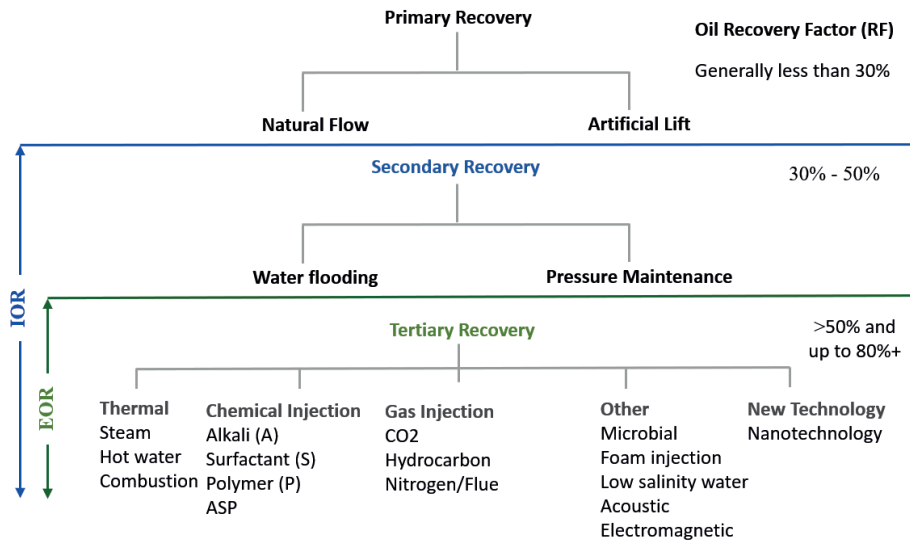 Primary Recovery
Oil Recovery Factor (RF)
Generally less than 30%
Natural Flow
Artificial Lift
Secondary Recovery
30% - 50%
Water flooding
Pressure Maintenance
IOR
Tertiary Recovery
>50% and
up to 80%+
EOR
Thermal
Steam
Hot water
Combustion
Chemical Injection
Alkali (A)
Surfactant (S)
Polymer (P)
ASP
Gas Injection
CO2
Hydrocarbon
Nitrogen/Flue
Other
Microbial
Foam injection
Low salinity water
Acoustic
Electromagnetic
New Technology
Nanotechnology